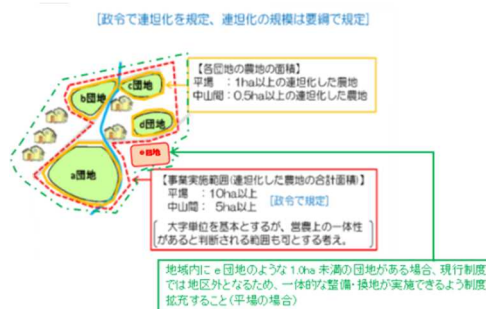 [政令で連坦化を規定、連坦化の規模は要綱で規定]
【各団地の農地の面積】
平場　：1ha以上の連坦化した農地
中山間：0.5ha以上の連坦化した農地
c団地
b団地
d団地
e団地
a団地
【事業実施範囲(連坦化した農地の合計面積)】
平場　：10ha以上
中山間：5ha以上　[政令で規定]
大字単位を基本とするが、営農上の一体性
があると判断される範囲も可とする考え。
地域内にe団地のような1.0ha未満の団地がある場合、現行制度
では地区外となるため、一体的な整備・換地が実施できるよう制度
拡充すること(平場の場合)